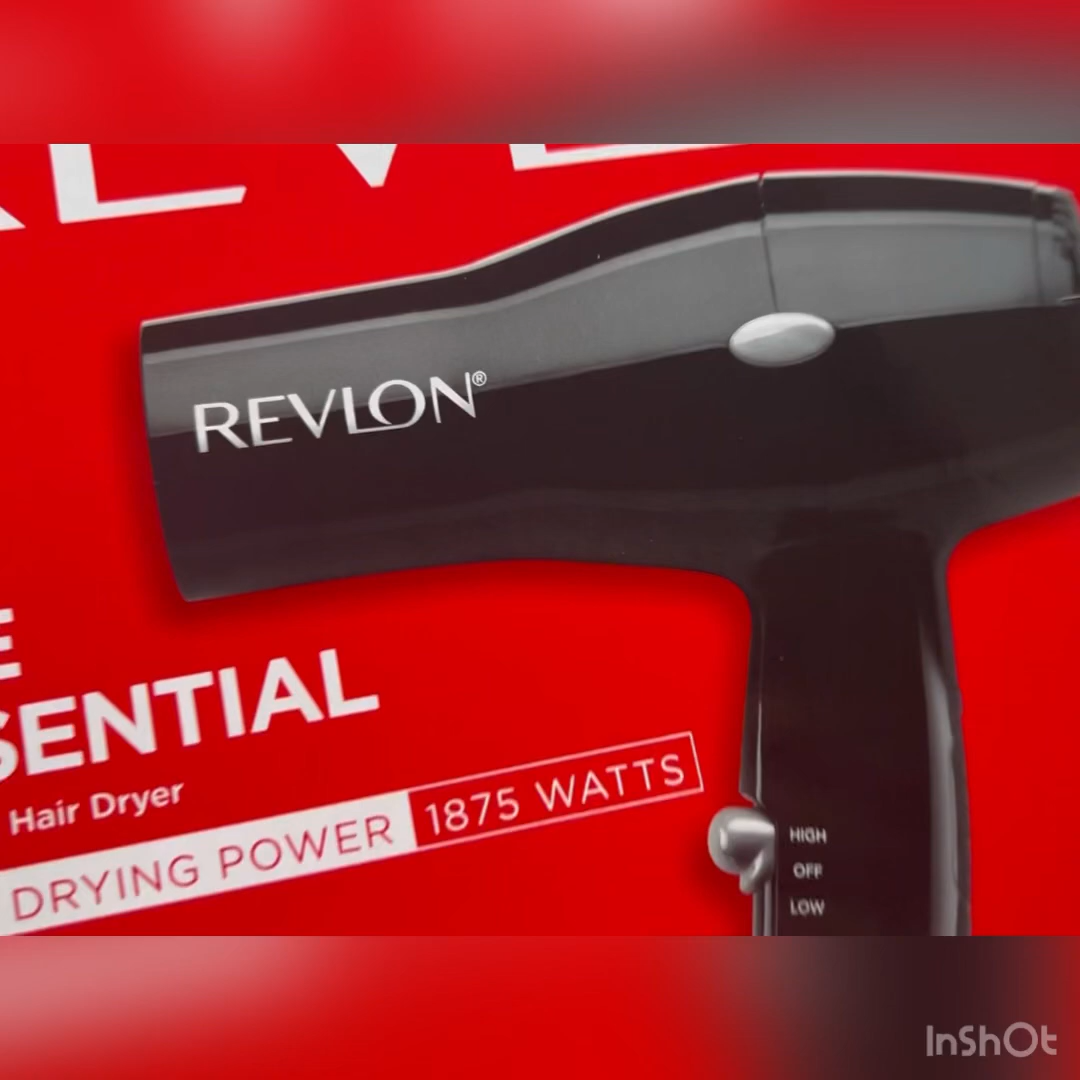 REVLON®
SENTIAL
Hair Dryer
DRYING POWER 1875 WATTS
HIGH
OFF
LOW
InShOt